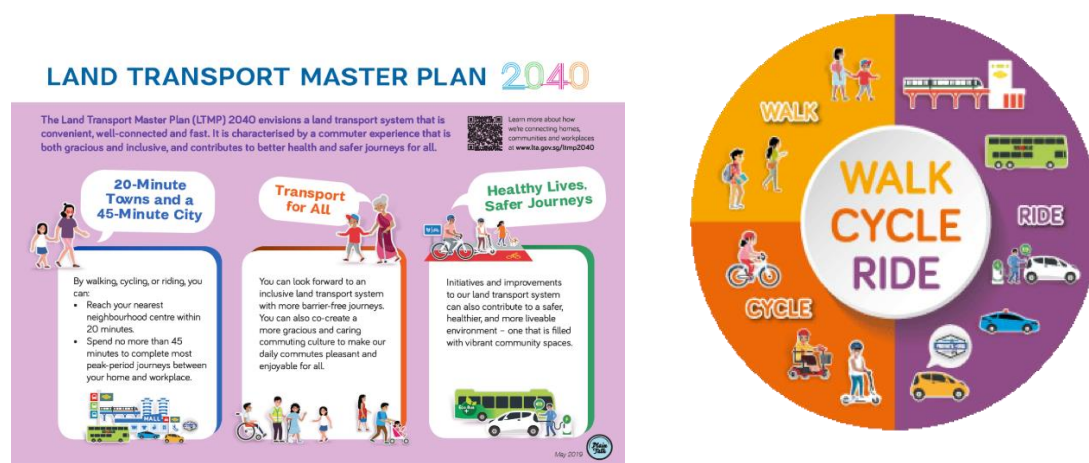 LAND TRANSPORT MASTER PLAN 2040
The Land Transport Master Plan (LTMP) 2040 envisions a land transport system that is
convenient, well-connected and fast. It is characterised by a commuter experience that is
both gracious and inclusive, and contributes to better health and safer journeys for all.
Learn more about how
we're connecting homes,
communities and workplaces
at www.lta.gov.sg/ltmp2040
20-Minute
Towns and a
45-Minute City
By walking, cycling, or riding, you
can:
• Reach your nearest
neighbourhood centre within
20 minutes.
• Spend no more than 45
minutes to complete most
peak-period journeys between
your home and workplace.
MALL
Transport
for All
You can look forward to an
inclusive land transport system
with more barrier-free journeys.
You can also co-create a
more gracious and caring
commuting culture to make our
daily commutes pleasant and
enjoyable for all.
Healthy Lives,
Safer Journeys
Initiatives and improvements
to our land transport system
can also contribute to a safer,
healthier, and more liveable
environment – one that is filled
with vibrant community spaces.
May 2019
Plain
Talk
WALK
RIDE
CYCLE
WALK
CYCLE
RIDE